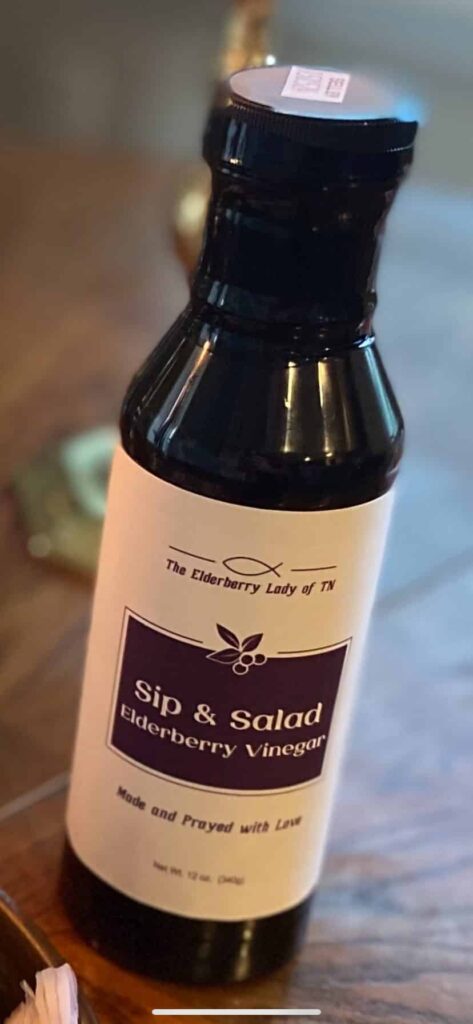 The Elderberry Lady of TN
Sip & Salad
Elderberry Vinegar
Made and Prayed with Love
Net Wt. 12 oz. (340g)